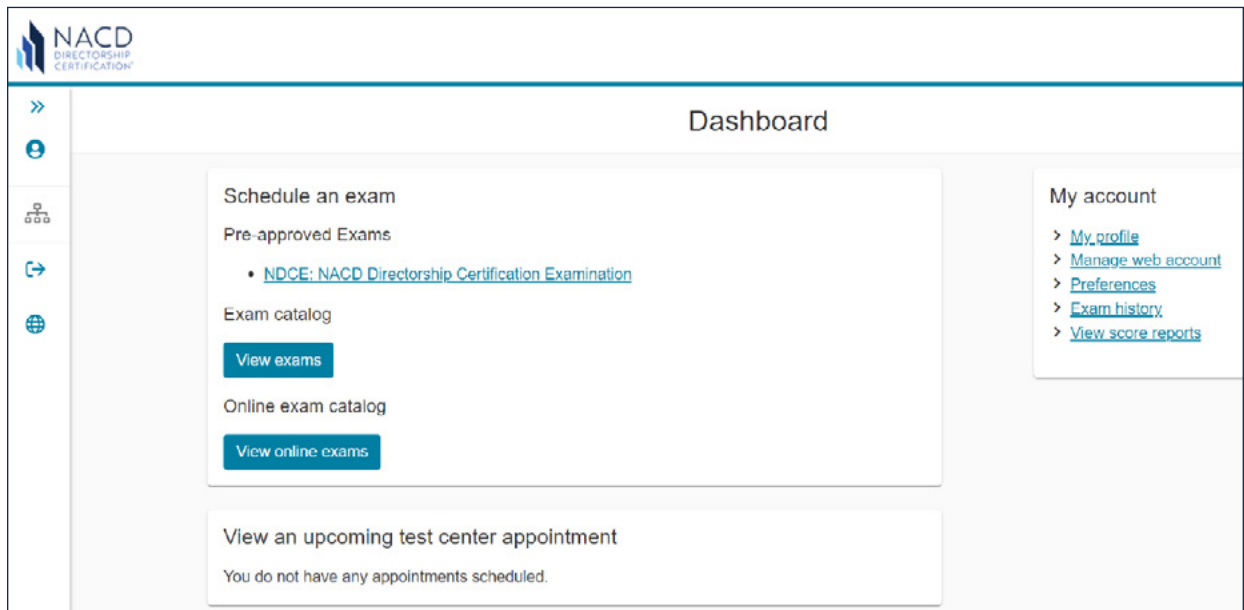 NACD
DIRECTORSHIP
CERTIFICATION®
Dashboard
Schedule an exam
Pre-approved Exams
• NDCE: NACD Directorship Certification Examination
Exam catalog
View exams
Online exam catalog
View online exams
View an upcoming test center appointment
You do not have any appointments scheduled.
My account
My profile
Manage web account
Preferences
Exam history
View score reports